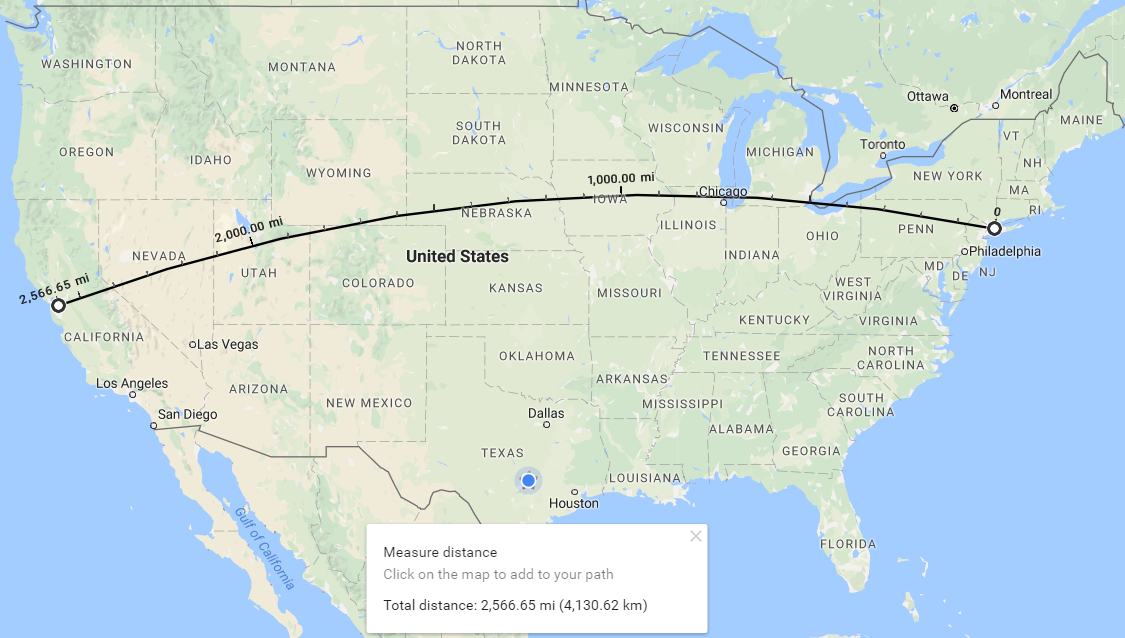 NORTH
DAKOTA
WASHINGTON
MONTANA
MINNESOTA
Ottawa
Montreal
MAINE
SOUTH
DAKOTA
WISCONSIN
VT
OREGON
IDAHO
MICHIGAN
Toronto
NH
WYOMING
NEW YORK
1,000.00 mi
Chicago
MA
IOWA
RI
NEBRASKA
0
2,000.00 mi
ILLINOIS
PENN
OHIO
NEVADA
United States
INDIANA
Philadelphia
UTAH
MD
DE
NJ
COLORADO
KANSAS
MISSOURI
WEST
VIRGINIA
2,566.65 mi
KENTUCKY
VIRGINIA
CALIFORNIA
Las Vegas
OKLAHOMA
TENNESSEE
NORTH
CAROLINA
Los Angeles
ARIZONA
ARKANSAS
NEW MEXICO
MISSISSIPPI
SOUTH
CAROLINA
San Diego
Dallas
ALABAMA
TEXAS
GEORGIA
LOUISIANA
Houston
Gulf of California
FLORIDA
Measure distance
Click on the map to add to your path
Total distance: 2,566.65 mi (4,130.62 km)